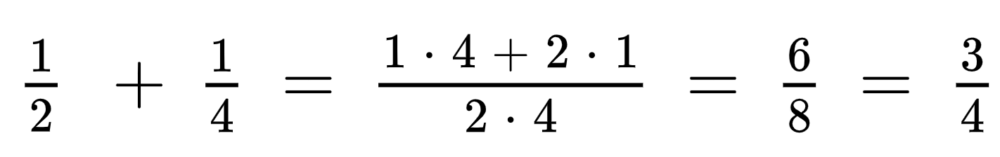 1/2 + 1/4 = (1 · 4 + 2 · 1)/(2 · 4) = 6/8 = 3/4